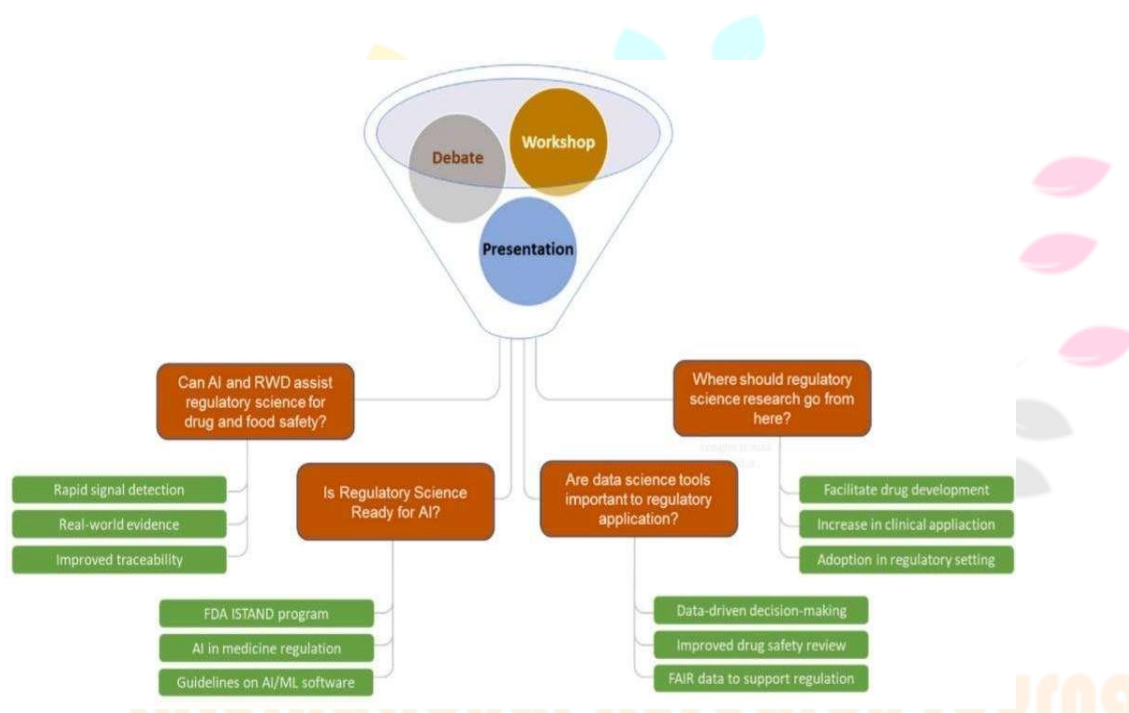 Debate
Workshop
Presentation
Can AI and RWD assist
regulatory science for
drug and food safety?
Rapid signal detection
Real-world evidence
Improved traceability
Is Regulatory Science
Ready for AI?
FDA ISTAND program
AI in medicine regulation
Guidelines on AI/ML software
Are data science tools
important to regulatory
application?
Data-driven decision-making
Improved drug safety review
FAIR data to support regulation
Where should regulatory
science research go from
here?
Facilitate drug development
Increase in clinical appliaction
Adoption in regulatory setting